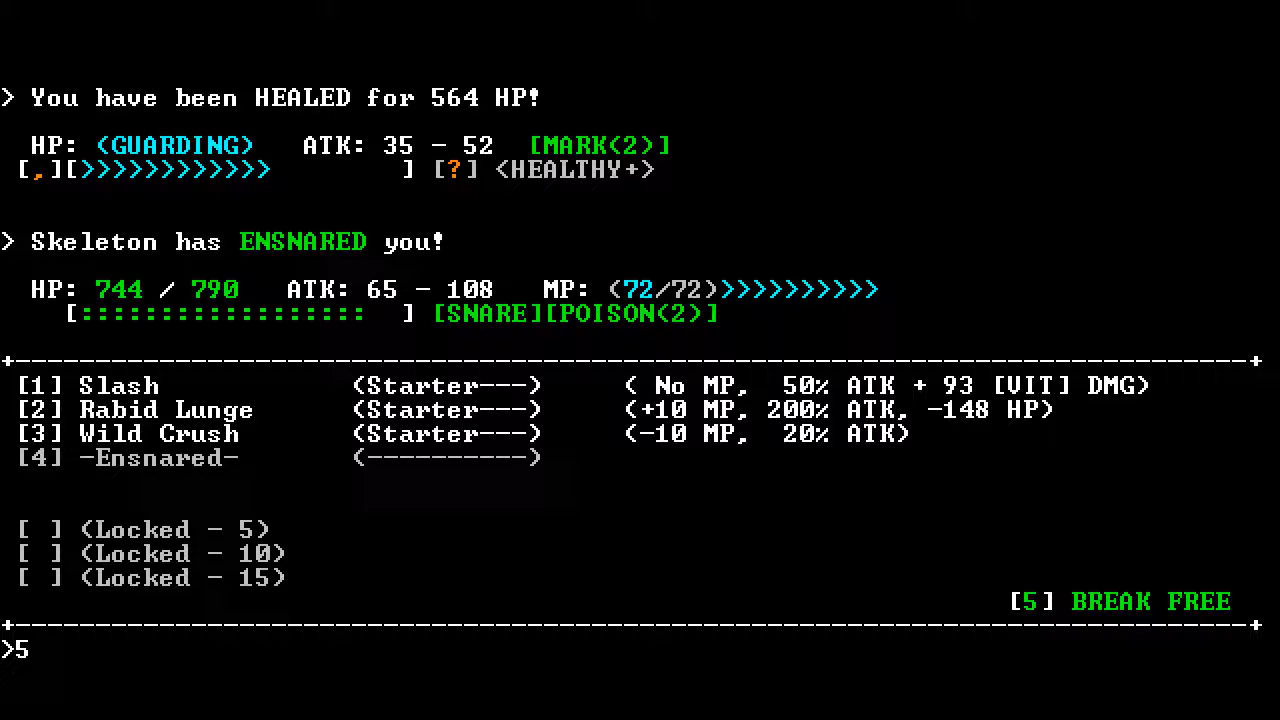 > You have been HEALED for 564 HP!
HP: (GUARDING) ATK: 35 - 52 [MARK(2)]
[,][>>>>>>>>>>>> ] [?] <HEALTHY+>
> Skeleton has ENSNARED you!
HP: 744 / 790 ATK: 65 - 108 MP: (72/72)>>>>>>>>>>
[:::::::::::::::::: ] [SNARE][POISON(2)]
+-----------------------------------------------------------------------------+
[1] Slash (Starter---) ( No MP, 50% ATK + 93 [VIT] DMG)
[2] Rabid Lunge (Starter---) (+10 MP, 200% ATK, -148 HP)
[3] Wild Crush (Starter---) (-10 MP, 20% ATK)
[4] -Ensnared- (----------)
[ ] (Locked - 5)
[ ] (Locked - 10)
[ ] (Locked - 15)
[5] BREAK FREE
+-----------------------------------------------------------------------------+
>5